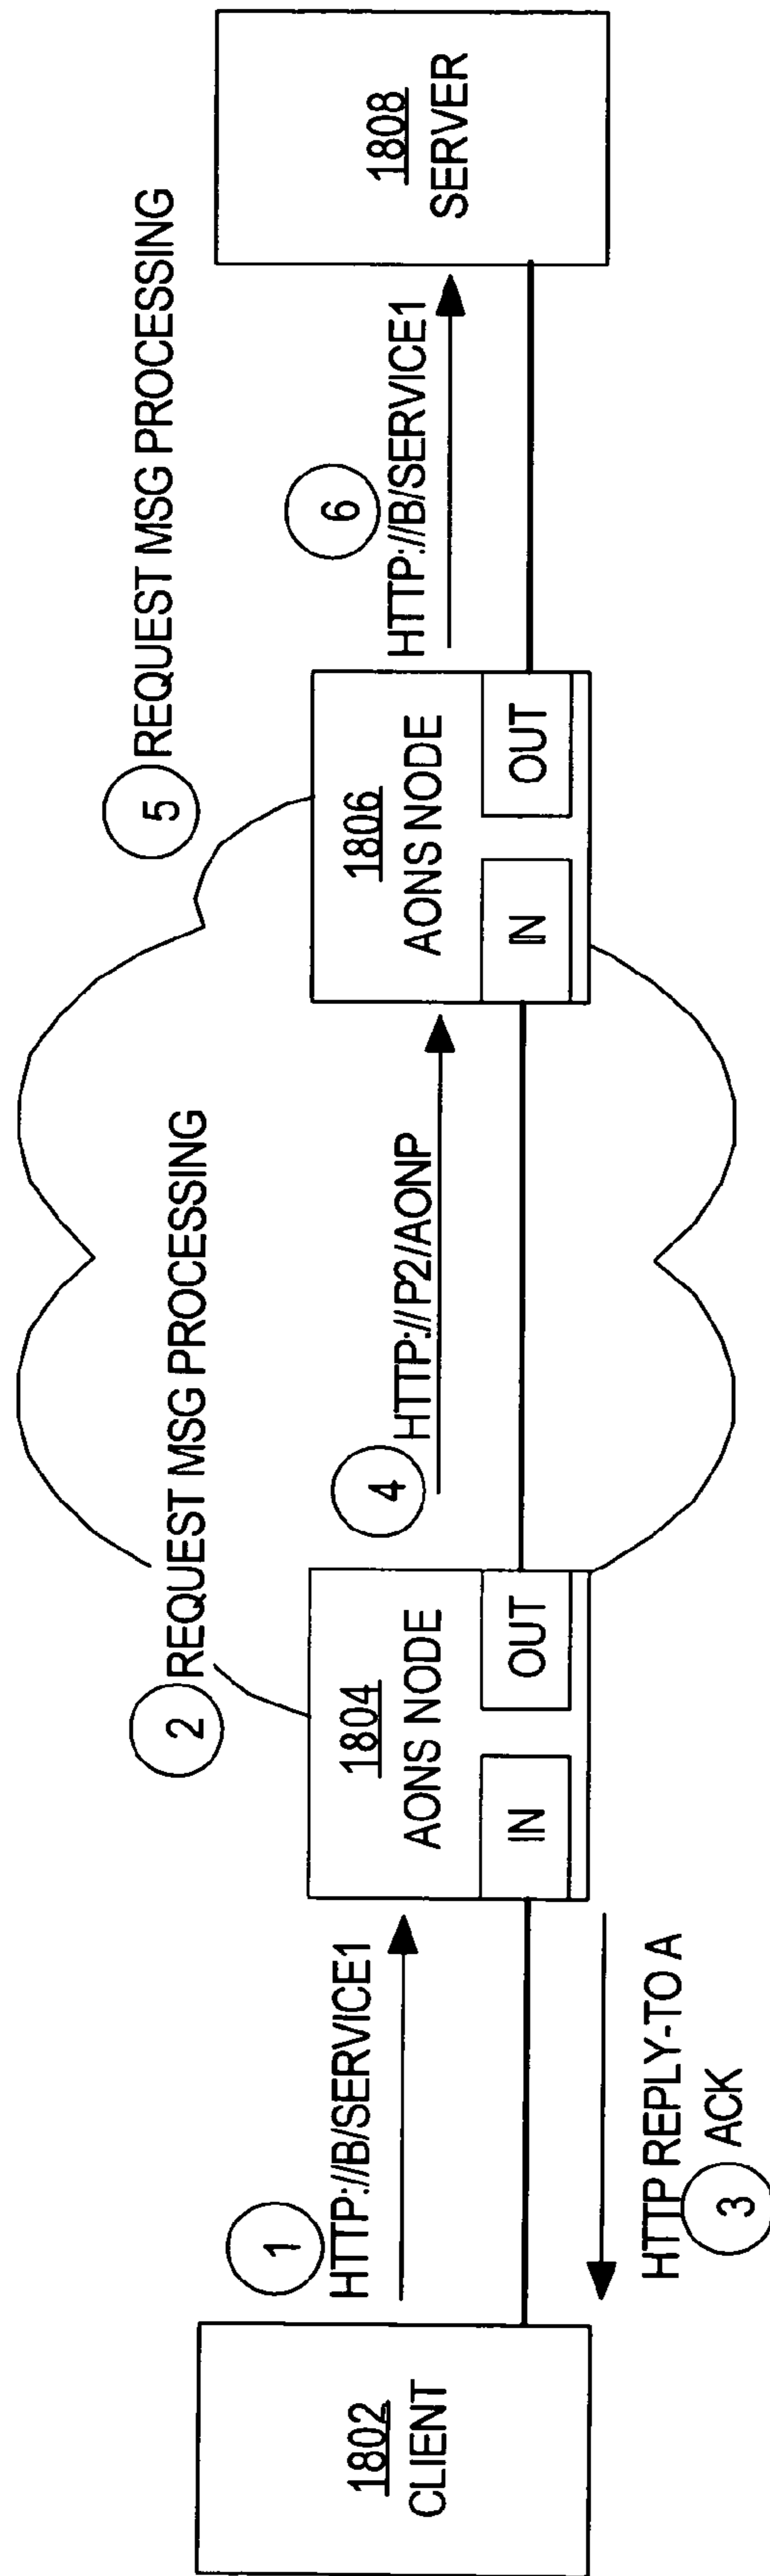 1802
CLIENT
1
HTTP://B/SERVICE1
HTTP REPLY-TO A
3 ACK
2 REQUEST MSG PROCESSING
1804
AONS NODE
IN
OUT
4
HTTP://P2/AONP
5 REQUEST MSG PROCESSING
1806
AONS NODE
IN
OUT
6
HTTP://B/SERVICE1
1808
SERVER